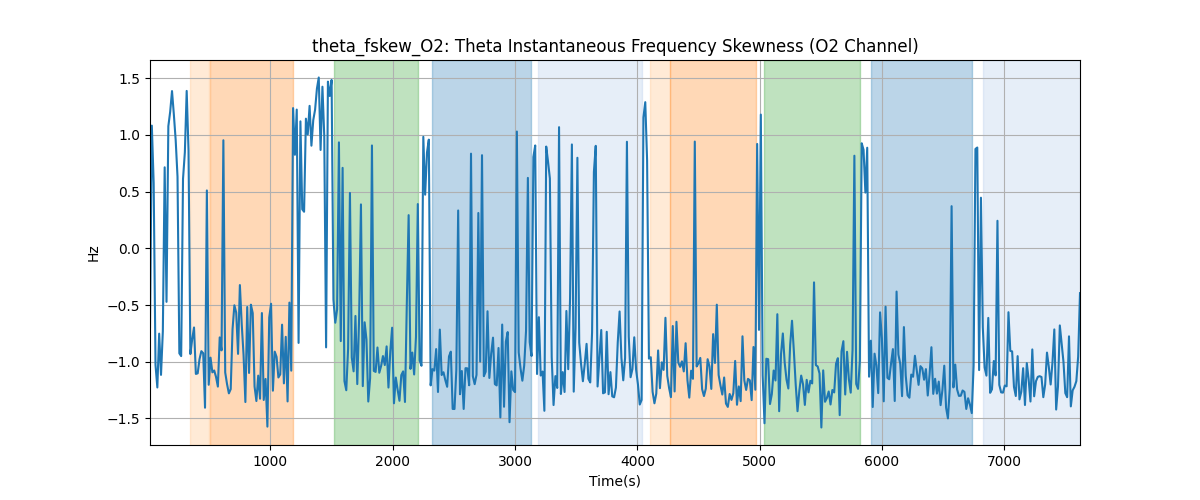 theta_fskew_O2: Theta Instantaneous Frequency Skewness (O2 Channel)
1.5
1.0
0.5
0.0
−0.5
−1.0
−1.5
Hz
1000 2000 3000 4000 5000 6000 7000
Time(s)